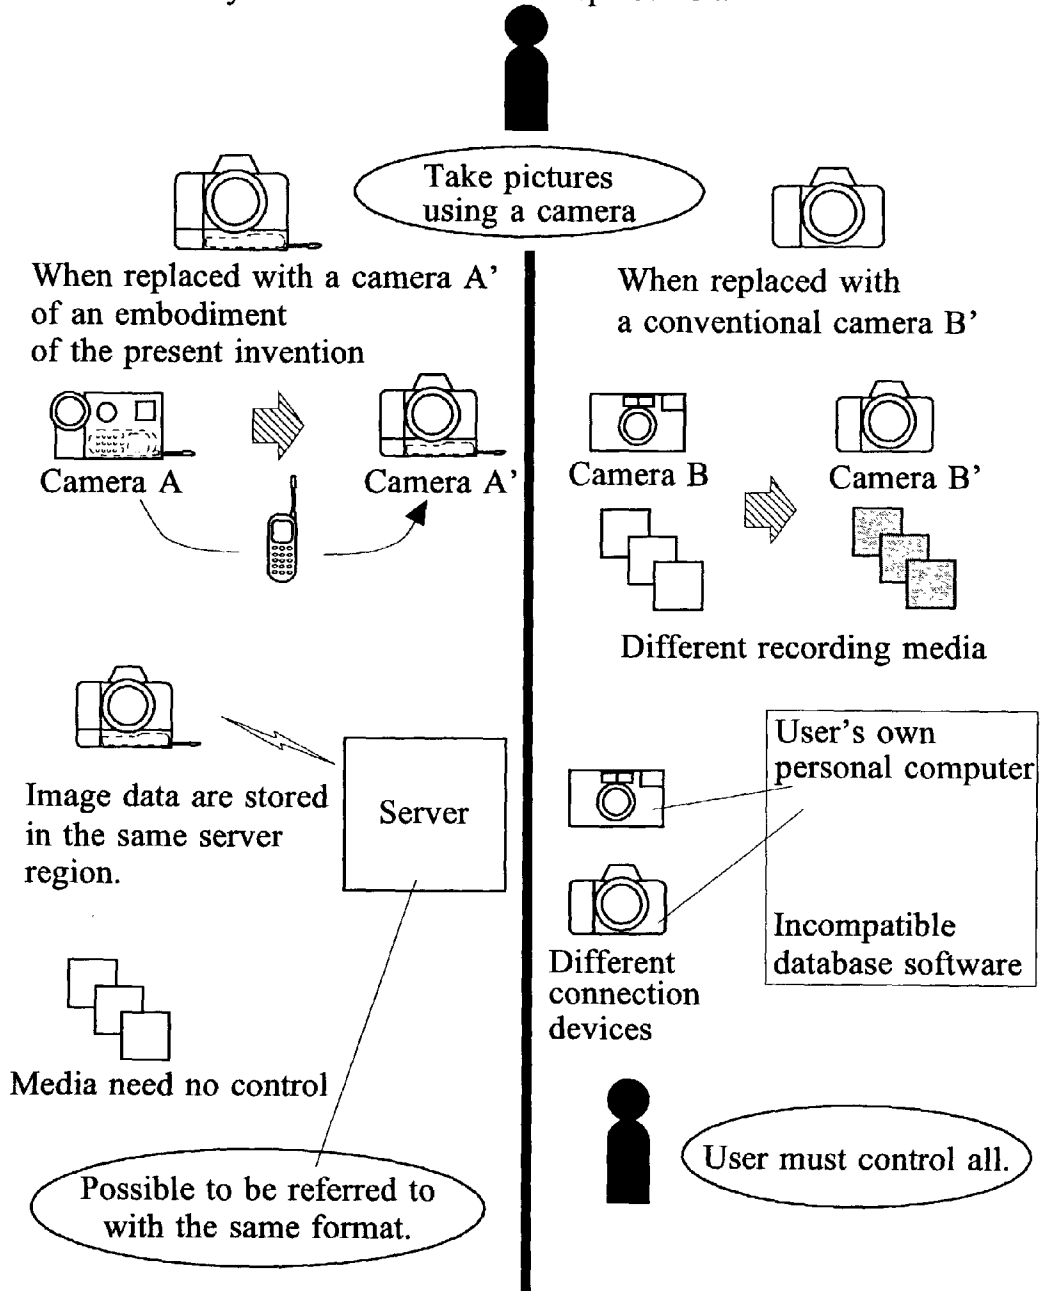 Take pictures
using a camera
When replaced with a camera A’
of an embodiment
of the present invention
Camera A
Camera A’
Image data are stored
in the same server
region.
Server
Media need no control
Possible to be referred to
with the same format.
When replaced with
a conventional camera B’
Camera B
Camera B’
Different recording media
User’s own
personal computer
Incompatible
database software
Different
connection
devices
User must control all.